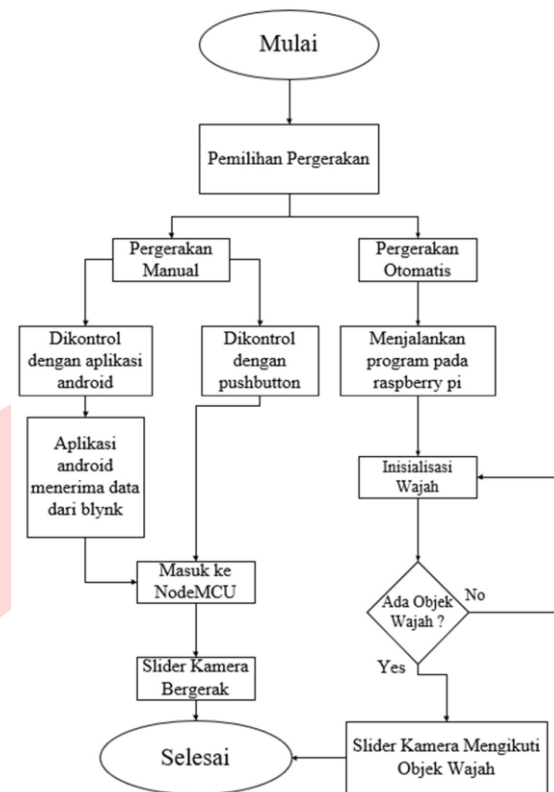 Mulai
Pemilihan Pergerakan
Pergerakan
Manual
Pergerakan
Otomatis
Dikontrol
dengan aplikasi
android
Dikontrol
dengan
pushbutton
Menjalankan
program pada
raspberry pi
Aplikasi
android
menerima data
dari blynk
Inisialisasi
Wajah
Masuk ke
NodeMCU
Ada Objek
Wajah ?
No
Yes
Slider Kamera
Bergerak
Selesai
Slider Kamera Mengikuti
Objek Wajah